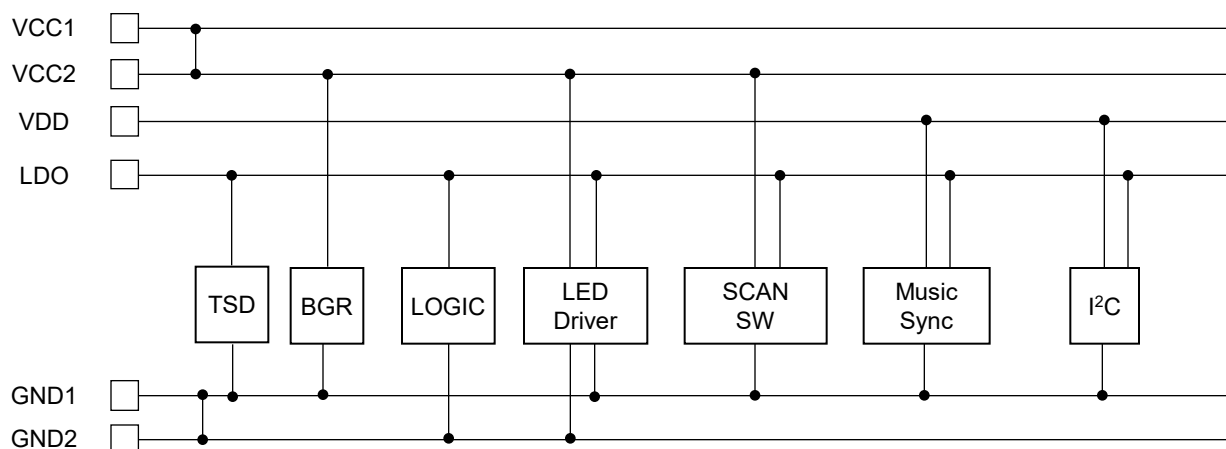 VCC1
VCC2
VDD
LDO
TSD
BGR
LOGIC
LED
Driver
SCAN
SW
Music
Sync
I²C
GND1
GND2